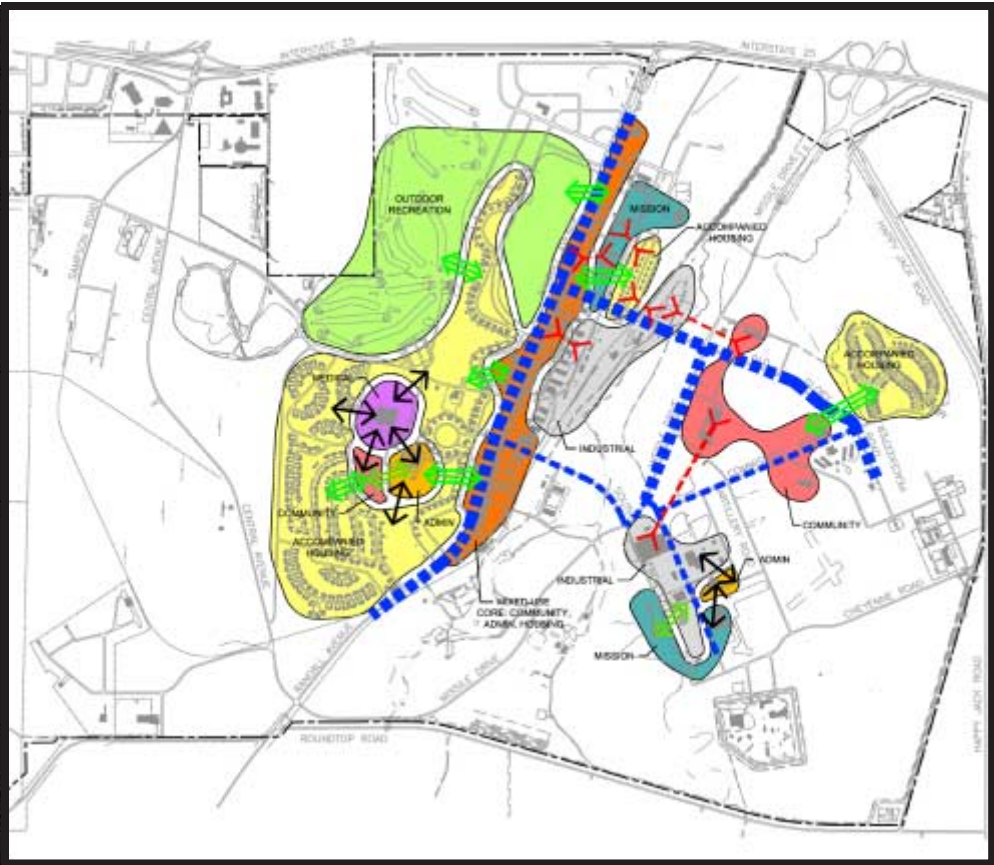 INTERSTATE 25
INTERSTATE 25
OUTDOOR
RECREATION
MISSION
ACCOMPANIED
HOUSING
MISSILE DRIVE
HAPPY JACK ROAD
SAMPSON ROAD
CENTRAL AVENUE
MEDICAL
ACCOMPANIED
HOUSING
INDUSTRIAL
COMMUNITY
ADMIN
COMMUNITY
ACCOMPANIED
HOUSING
CENTRAL AVENUE
INDUSTRIAL
ADMIN
MIXED-USE
CORE: COMMUNITY,
ADMIN, HOUSING
CHEYENNE ROAD
MISSION
RANDALL AVENUE
MISSILE DRIVE
ROUNDTOP ROAD
HAPPY JACK ROAD